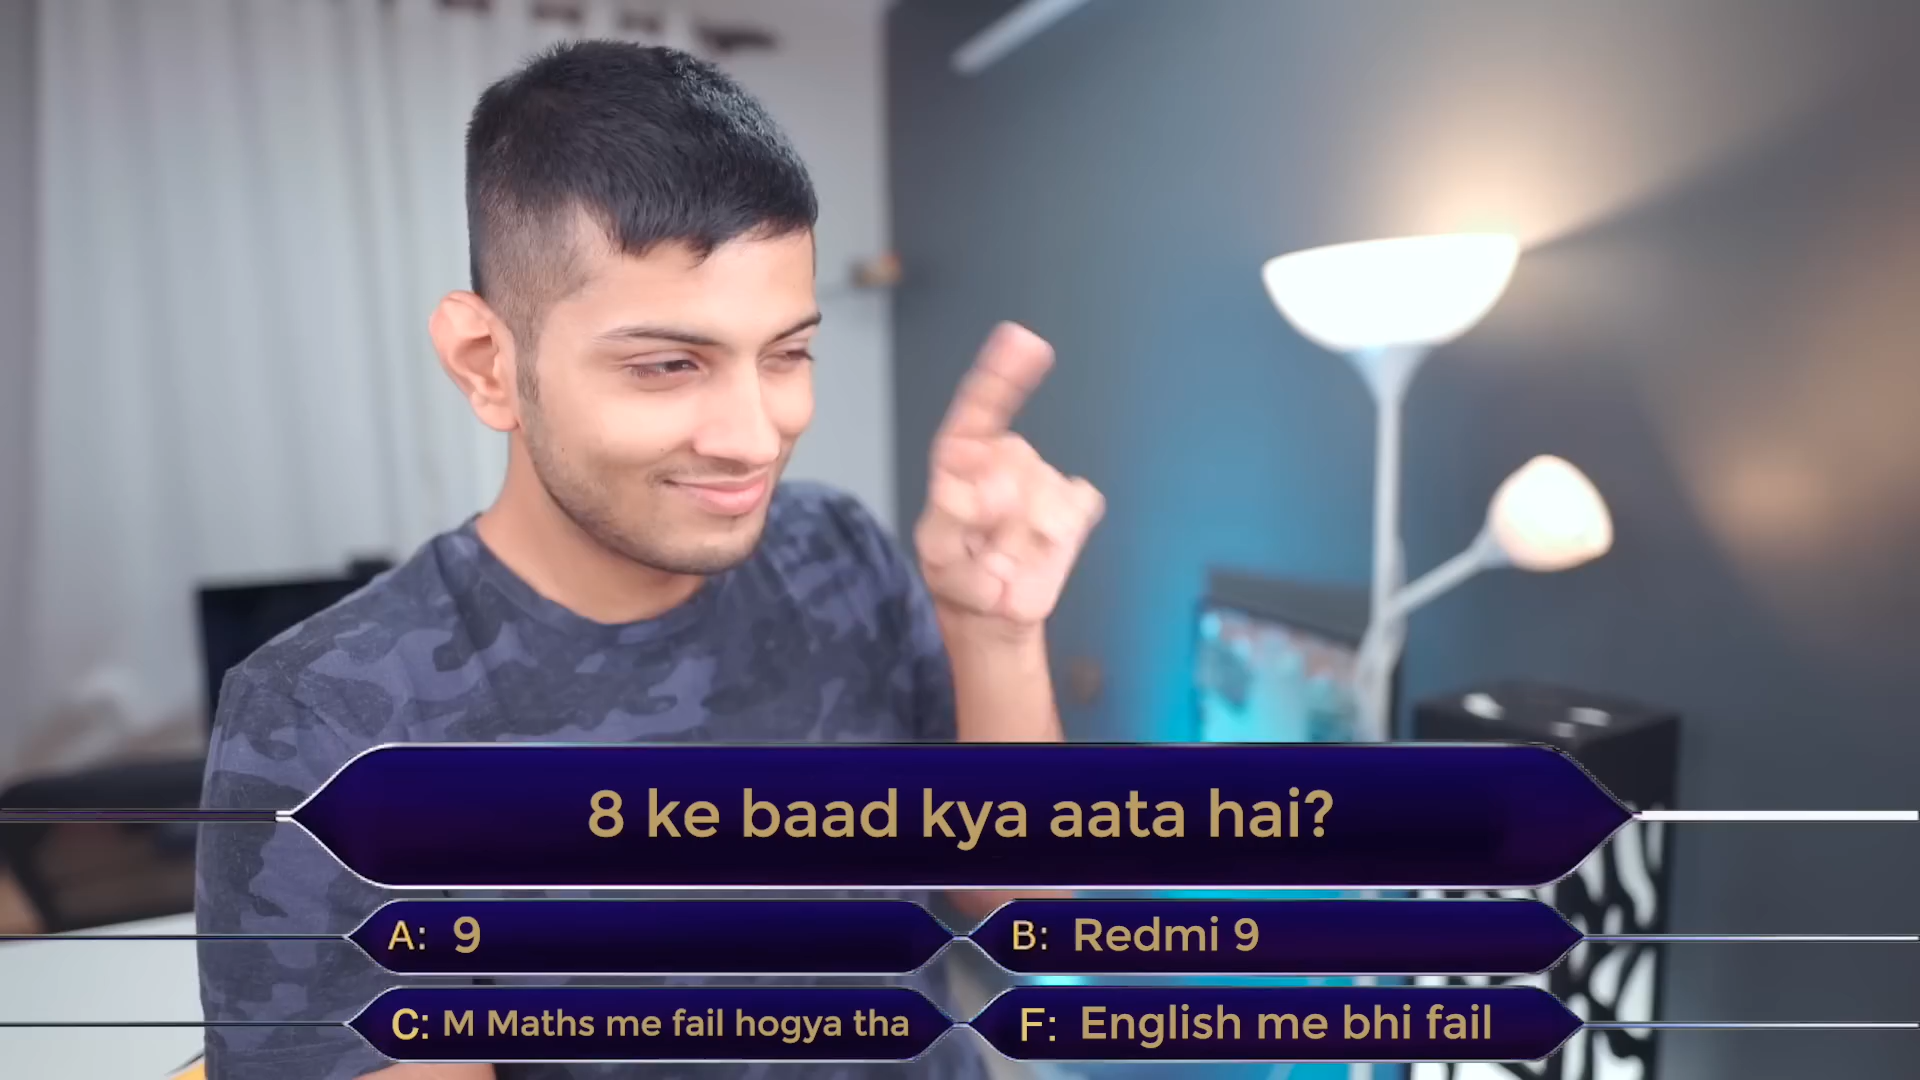 8 ke baad kya aata hai?
A: 9
B: Redmi 9
C: M Maths me fail hogya tha
F: English me bhi fail